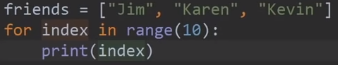 friends = ["Jim", "Karen", "Kevin"]
for index in range(10):
    print(index)